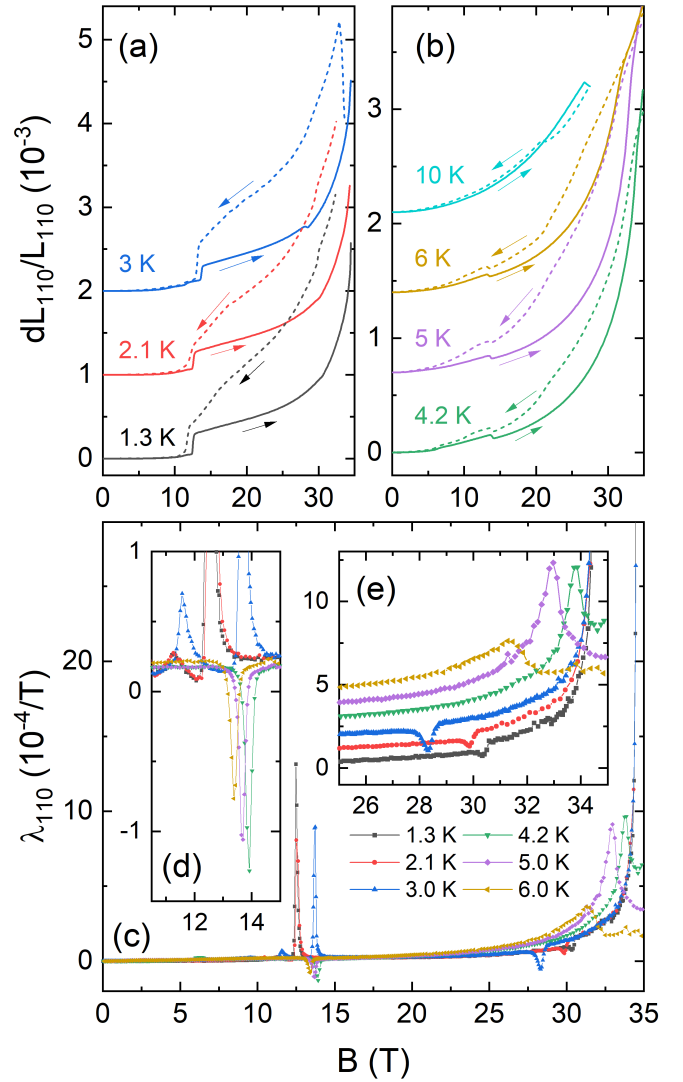 (a)
(b)
dL110/L110 (10-3)
5
4
3
2
1
0
3 K
2.1 K
1.3 K
0
10
20
30
3
2
1
0
10 K
6 K
5 K
4.2 K
0
10
20
30
λ110 (10-4/T)
20
10
0
(c)
1
0
-1
(d)
12
14
(e)
10
5
0
26
28
30
32
34
1.3 K
4.2 K
2.1 K
5.0 K
3.0 K
6.0 K
0
5
10
15
20
25
30
35
B (T)